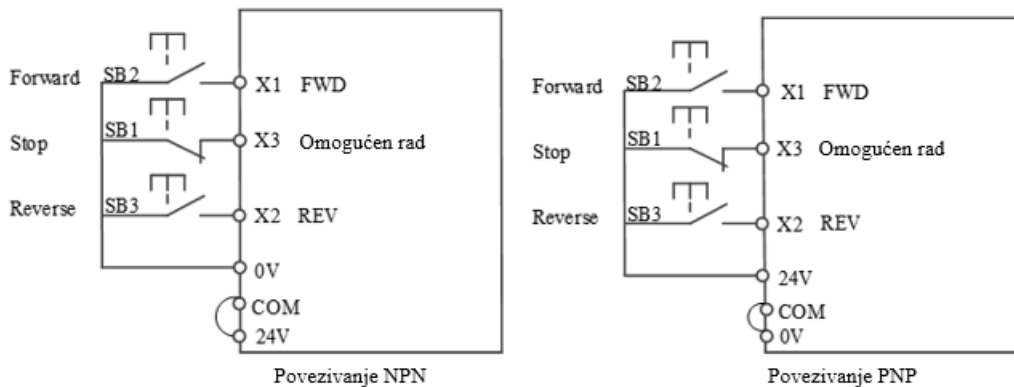 Forward SB2 X1 FWD
Stop SB1 X3 Omogućen rad
Reverse SB3 X2 REV
0V
COM
24V
Povezivanje NPN
Forward SB2 X1 FWD
Stop SB1 X3 Omogućen rad
Reverse SB3 X2 REV
24V
COM
0V
Povezivanje PNP